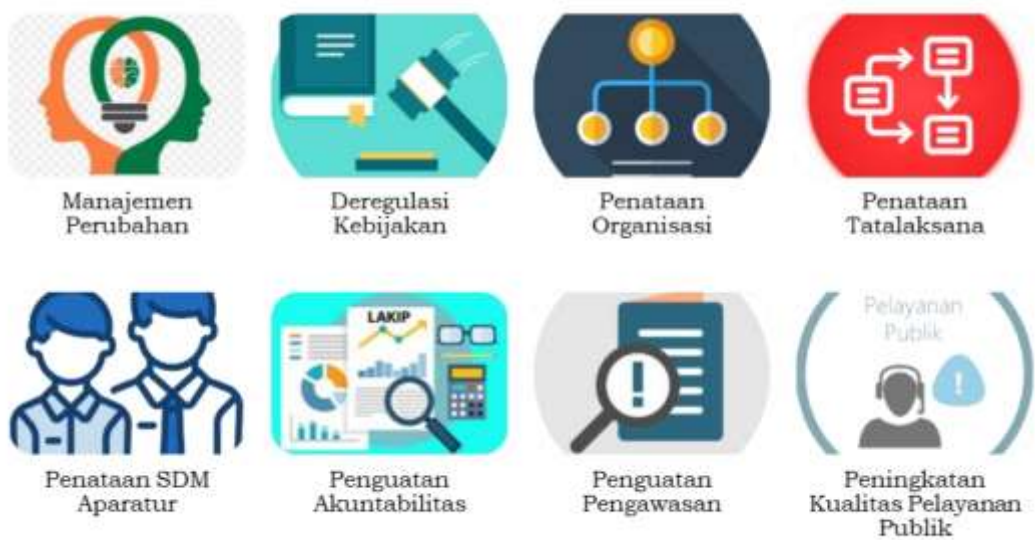 Manajemen
Perubahan
Deregulasi
Kebijakan
Penataan
Organisasi
Penataan
Tatalaksana
LAKIP
Pelayanan
Publik
!
!
Penataan SDM
Aparatur
Penguatan
Akuntabilitas
Penguatan
Pengawasan
Peningkatan
Kualitas Pelayanan
Publik